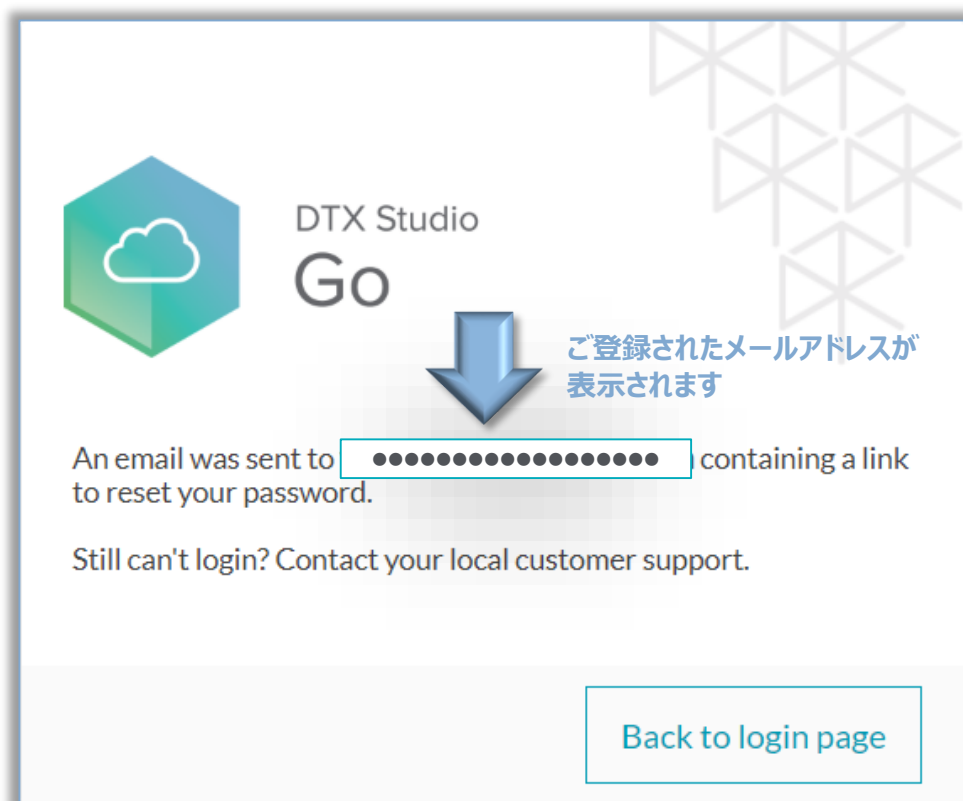 DTX Studio
Go
ご登録されたメールアドレスが
表示されます
An email was sent to ●●●●●●●●●●●●●●●●●● containing a link
to reset your password.
Still can't login? Contact your local customer support.
Back to login page